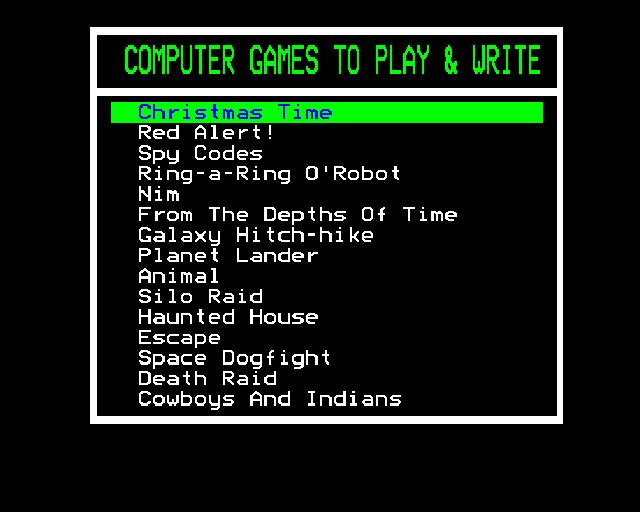 COMPUTER GAMES TO PLAY & WRITE
Christmas Time
Red Alert!
Spy Codes
Ring-a-Ring O'Robot
Nim
From The Depths Of Time
Galaxy Hitch-hike
Planet Lander
Animal
Silo Raid
Haunted House
Escape
Space Dogfight
Death Raid
Cowboys And Indians